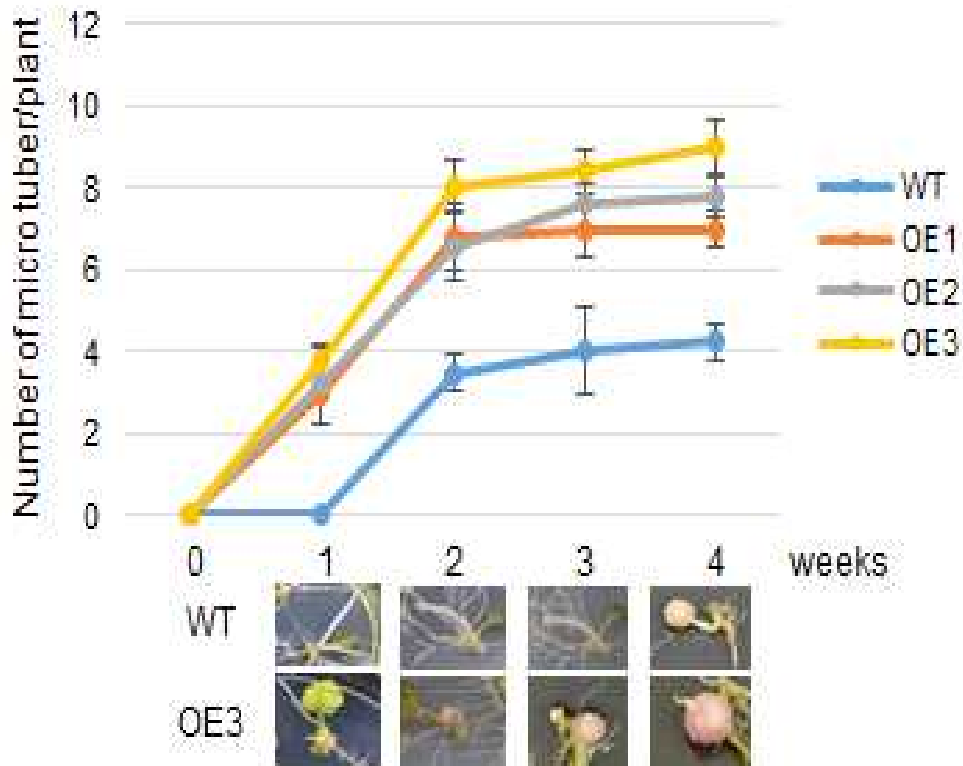 Number of micro tuber/plant
12
10
8
6
4
2
0
0 1 2 3 4 weeks
WT
OE1
OE2
OE3
WT
OE3